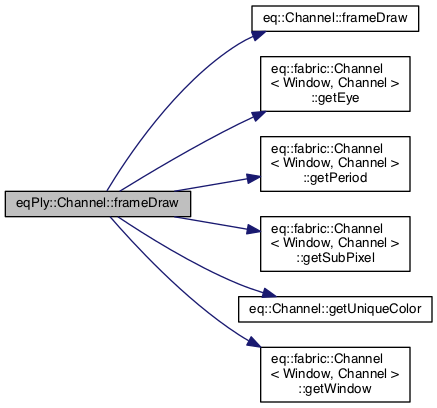 eq::Channel::frameDraw
eq::fabric::Channel
< Window, Channel >
::getEye
eq::fabric::Channel
< Window, Channel >
::getPeriod
eqPly::Channel::frameDraw
eq::fabric::Channel
< Window, Channel >
::getSubPixel
eq::Channel::getUniqueColor
eq::fabric::Channel
< Window, Channel >
::getWindow